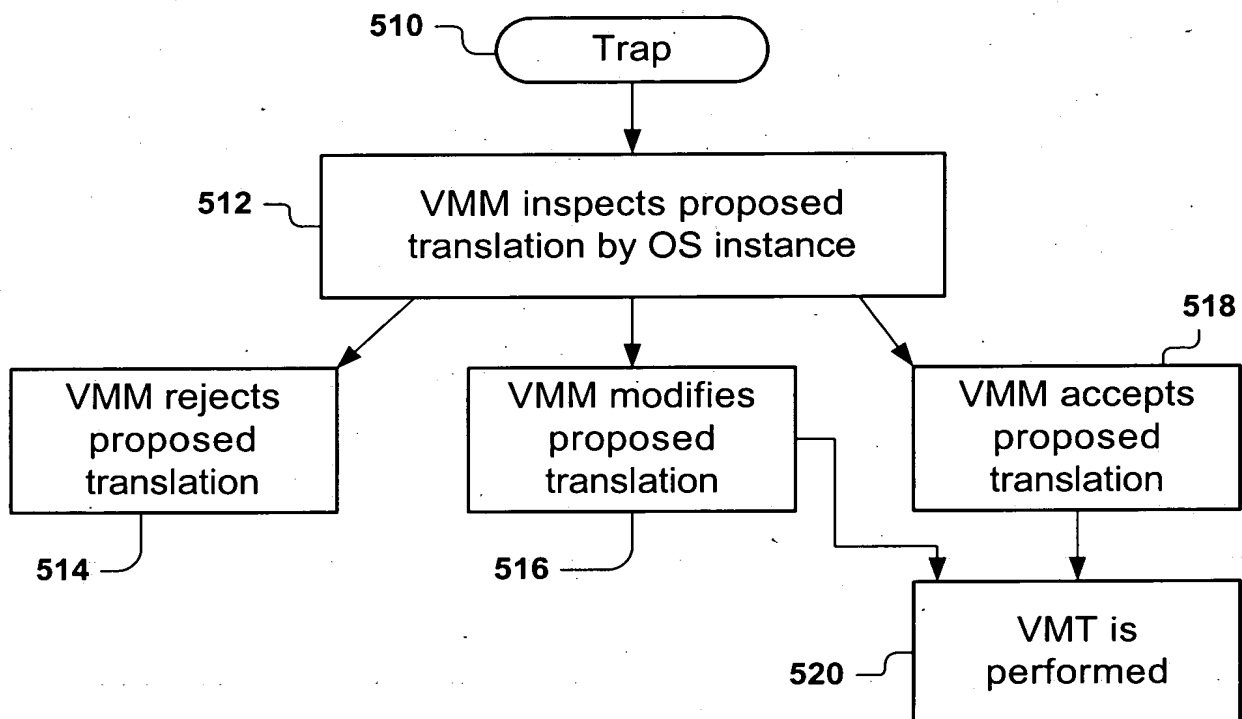 510
Trap
512
VMM inspects proposed
translation by OS instance
518
VMM rejects
proposed
translation
VMM modifies
proposed
translation
VMM accepts
proposed
translation
514
516
VMT is
performed
520